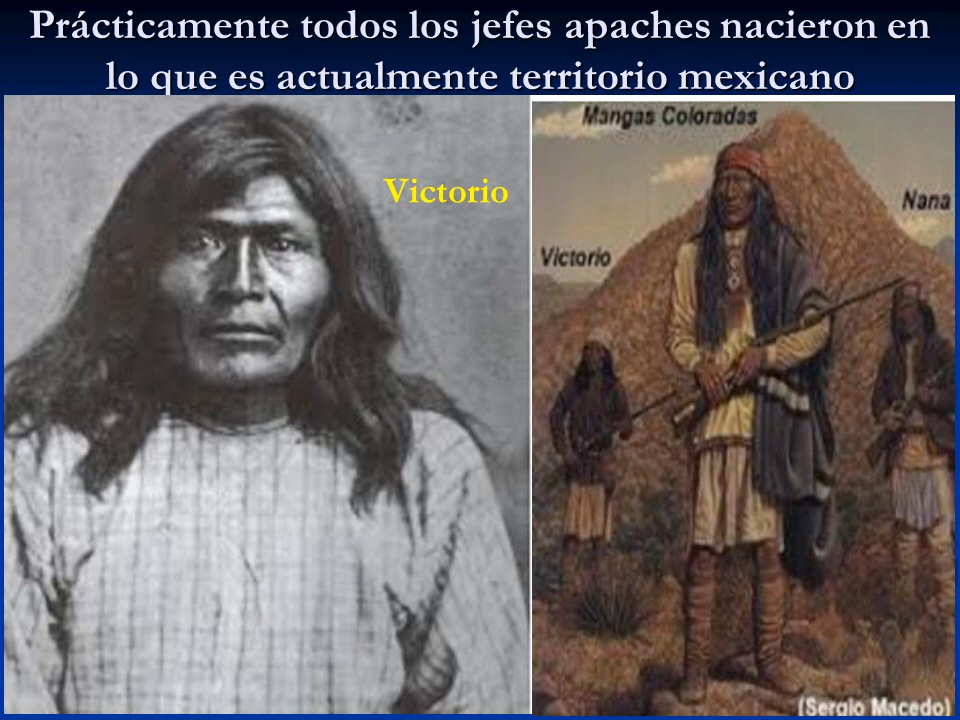 Prácticamente todos los jefes apaches nacieron en
lo que es actualmente territorio mexicano
Victorio
Mangas Coloradas
Nana
Victorio
(Sergio Macedo)